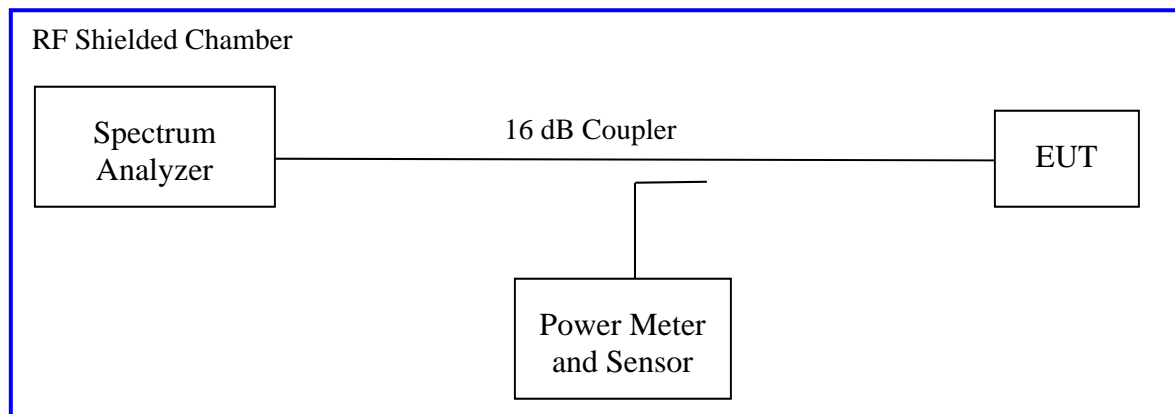 RF Shielded Chamber
Spectrum
Analyzer
16 dB Coupler
EUT
Power Meter
and Sensor